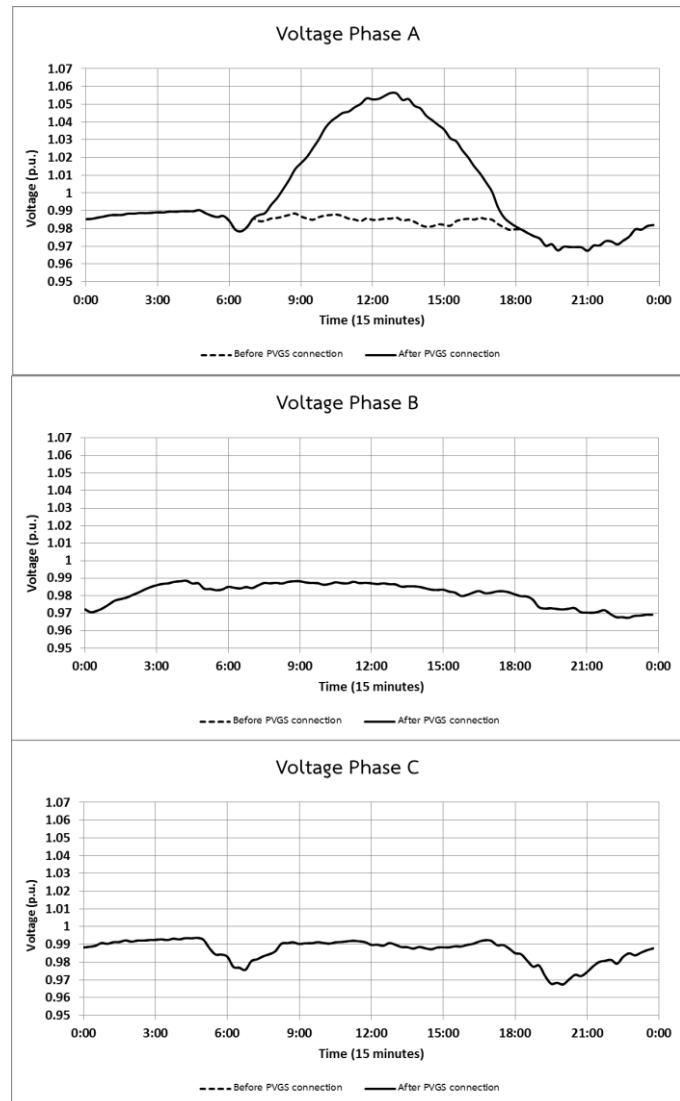 Voltage Phase A
1.07
1.06
1.05
1.04
1.03
1.02
1.01
1
0.99
0.98
0.97
0.96
0.95
Voltage (p.u.)
0:00 3:00 6:00 9:00 12:00 15:00 18:00 21:00 0:00
Time (15 minutes)
Before PVGS connection After PVGS connection
Voltage Phase B
1.07
1.06
1.05
1.04
1.03
1.02
1.01
1
0.99
0.98
0.97
0.96
0.95
Voltage (p.u.)
0:00 3:00 6:00 9:00 12:00 15:00 18:00 21:00 0:00
Time (15 minutes)
Before PVGS connection After PVGS connection
Voltage Phase C
1.07
1.06
1.05
1.04
1.03
1.02
1.01
1
0.99
0.98
0.97
0.96
0.95
Voltage (p.u.)
0:00 3:00 6:00 9:00 12:00 15:00 18:00 21:00 0:00
Time (15 minutes)
Before PVGS connection After PVGS connection